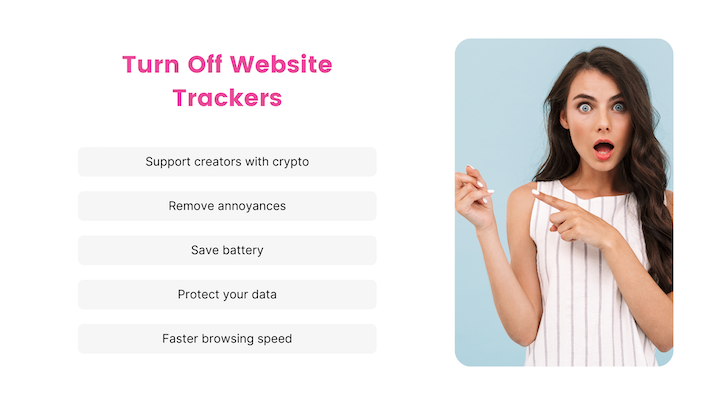 Turn Off Website
Trackers
Support creators with crypto
Remove annoyances
Save battery
Protect your data
Faster browsing speed